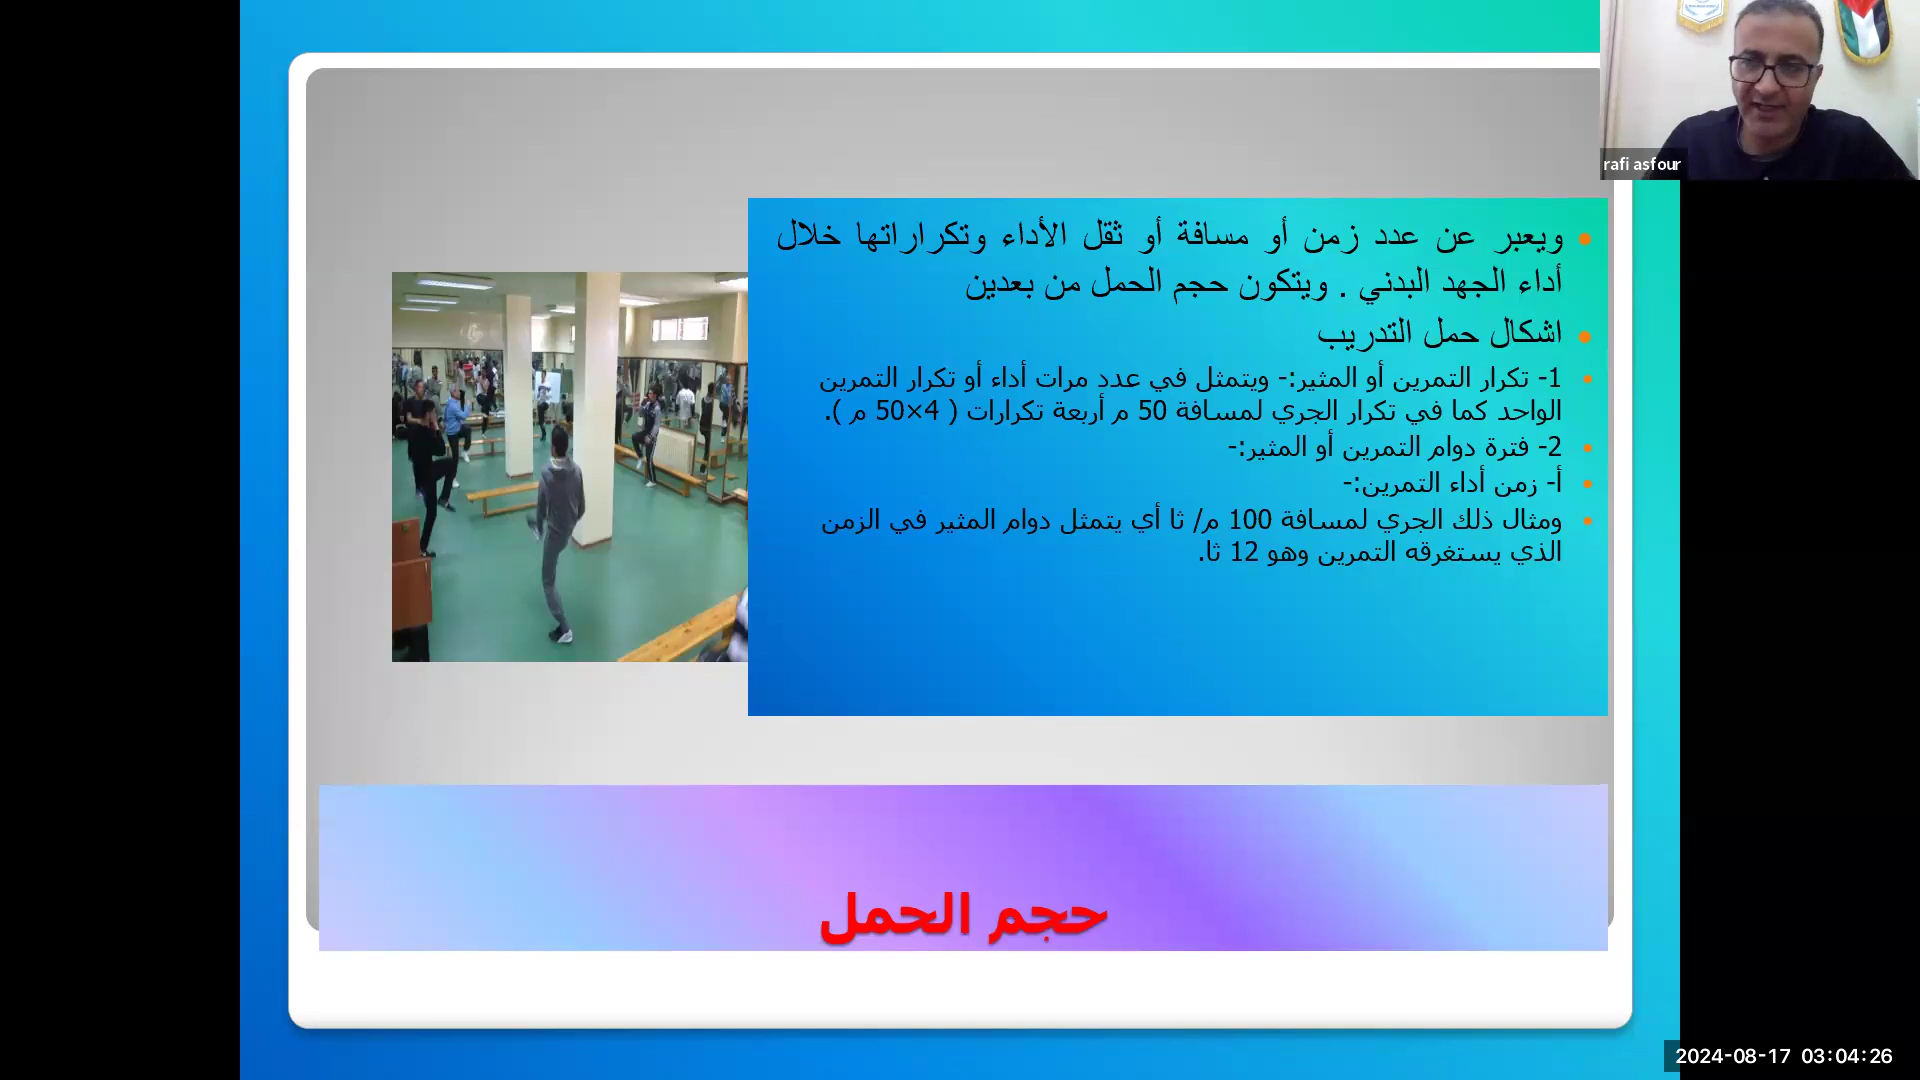 rafi asfour
ويعبر عن عدد زمن أو مسافة أو ثقل الأداء وتكراراتها خلال
أداء الجهد البدني . ويتكون حجم الحمل من بعدين
اشكال حمل التدريب
1- تكرار التمرين أو المثير:- ويتمثل في عدد مرات أداء أو تكرار التمرين
الواحد كما في تكرار الجري لمسافة 50 م أربعة تكرارات ( 4×50 م ).
2- فترة دوام التمرين أو المثير:-
أ- زمن أداء التمرين:-
ومثال ذلك الجري لمسافة 100 م/ ثا أي يتمثل دوام المثير في الزمن
الذي يستغرقه التمرين وهو 12 ثا.
حجم الحمل
2024-08-17 03:04:26